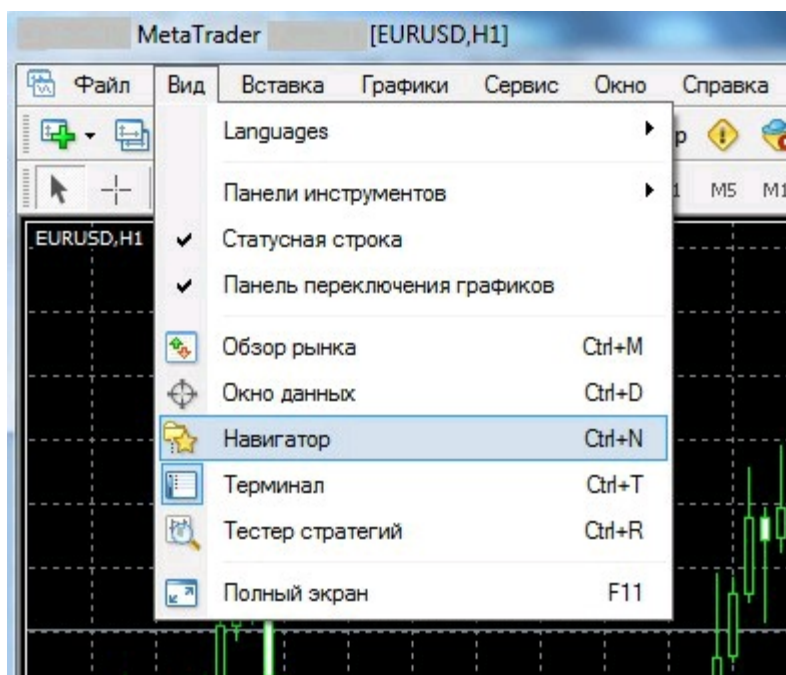 MetaTrader [EURUSD,H1]
Файл Вид Вставка Графики Сервис Окно Справка
Languages
Панели инструментов
M5
EURUSD,H1
Статусная строка
Панель переключения графиков
Обзор рынка Ctrl+M
Окно данных Ctrl+D
Навигатор Ctrl+N
Терминал Ctrl+T
Тестер стратегий Ctrl+R
Полный экран F11